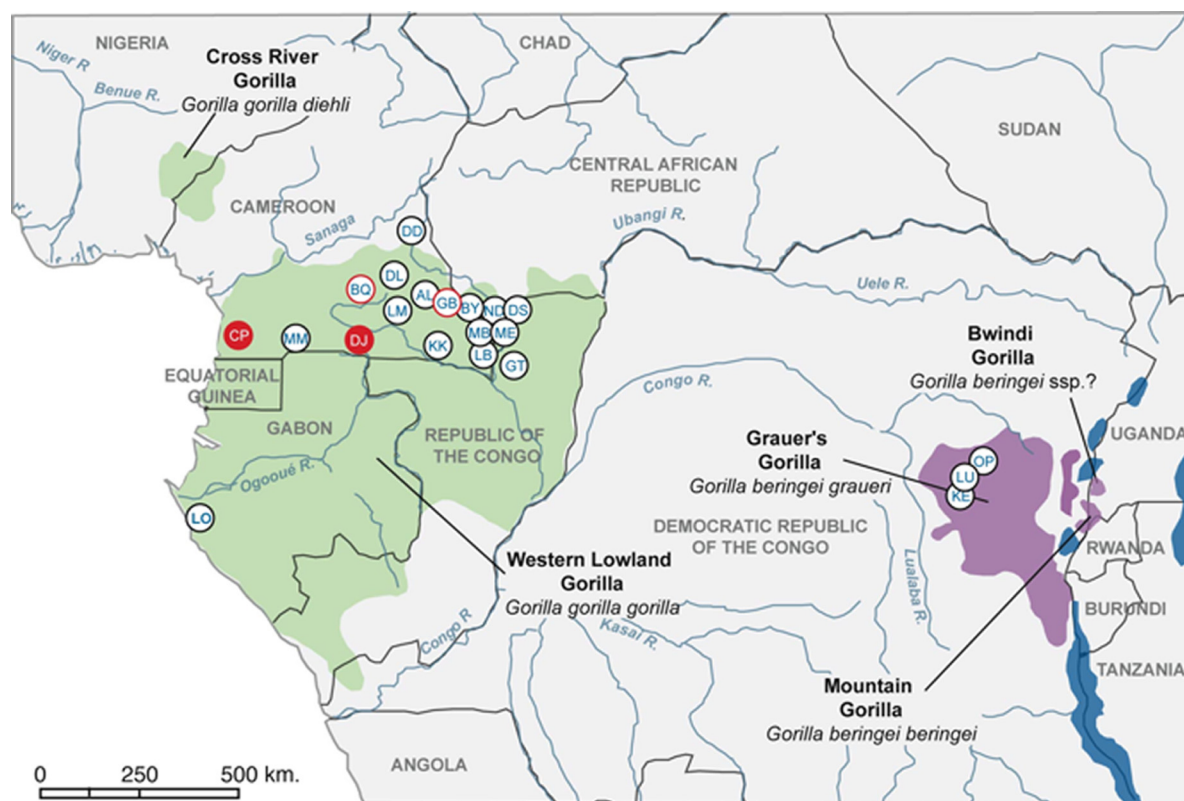 NIGERIA
CHAD
Niger R
Cross River
Gorilla
Gorilla gorilla diehli
Benue R.
SUDAN
CENTRAL AFRICAN
REPUBLIC
CAMEROON
Sanaga
Ubangi R.
DD
DL
BQ
AL
GB
BY
ND
DS
LM
Uele R.
CP
MM
DJ
KK
MB
ME
LB
GT
Bwindi
Gorilla
Gorilla beringei ssp.?
EQUATORIAL
GUINEA
Congo R.
GABON
REPUBLIC OF
THE CONGO
UGANDA
Grauer's
Gorilla
Gorilla beringei graueri
OP
LU
KE
Ogooué R.
LO
DEMOCRATIC REPUBLIC
OF THE CONGO
RWANDA
Lualaba R.
Western Lowland
Gorilla
Gorilla gorilla gorilla
BURUNDI
Congo R
Kasai R.
TANZANIA
Mountain
Gorilla
Gorilla beringei beringei
ANGOLA
0 250 500 km.